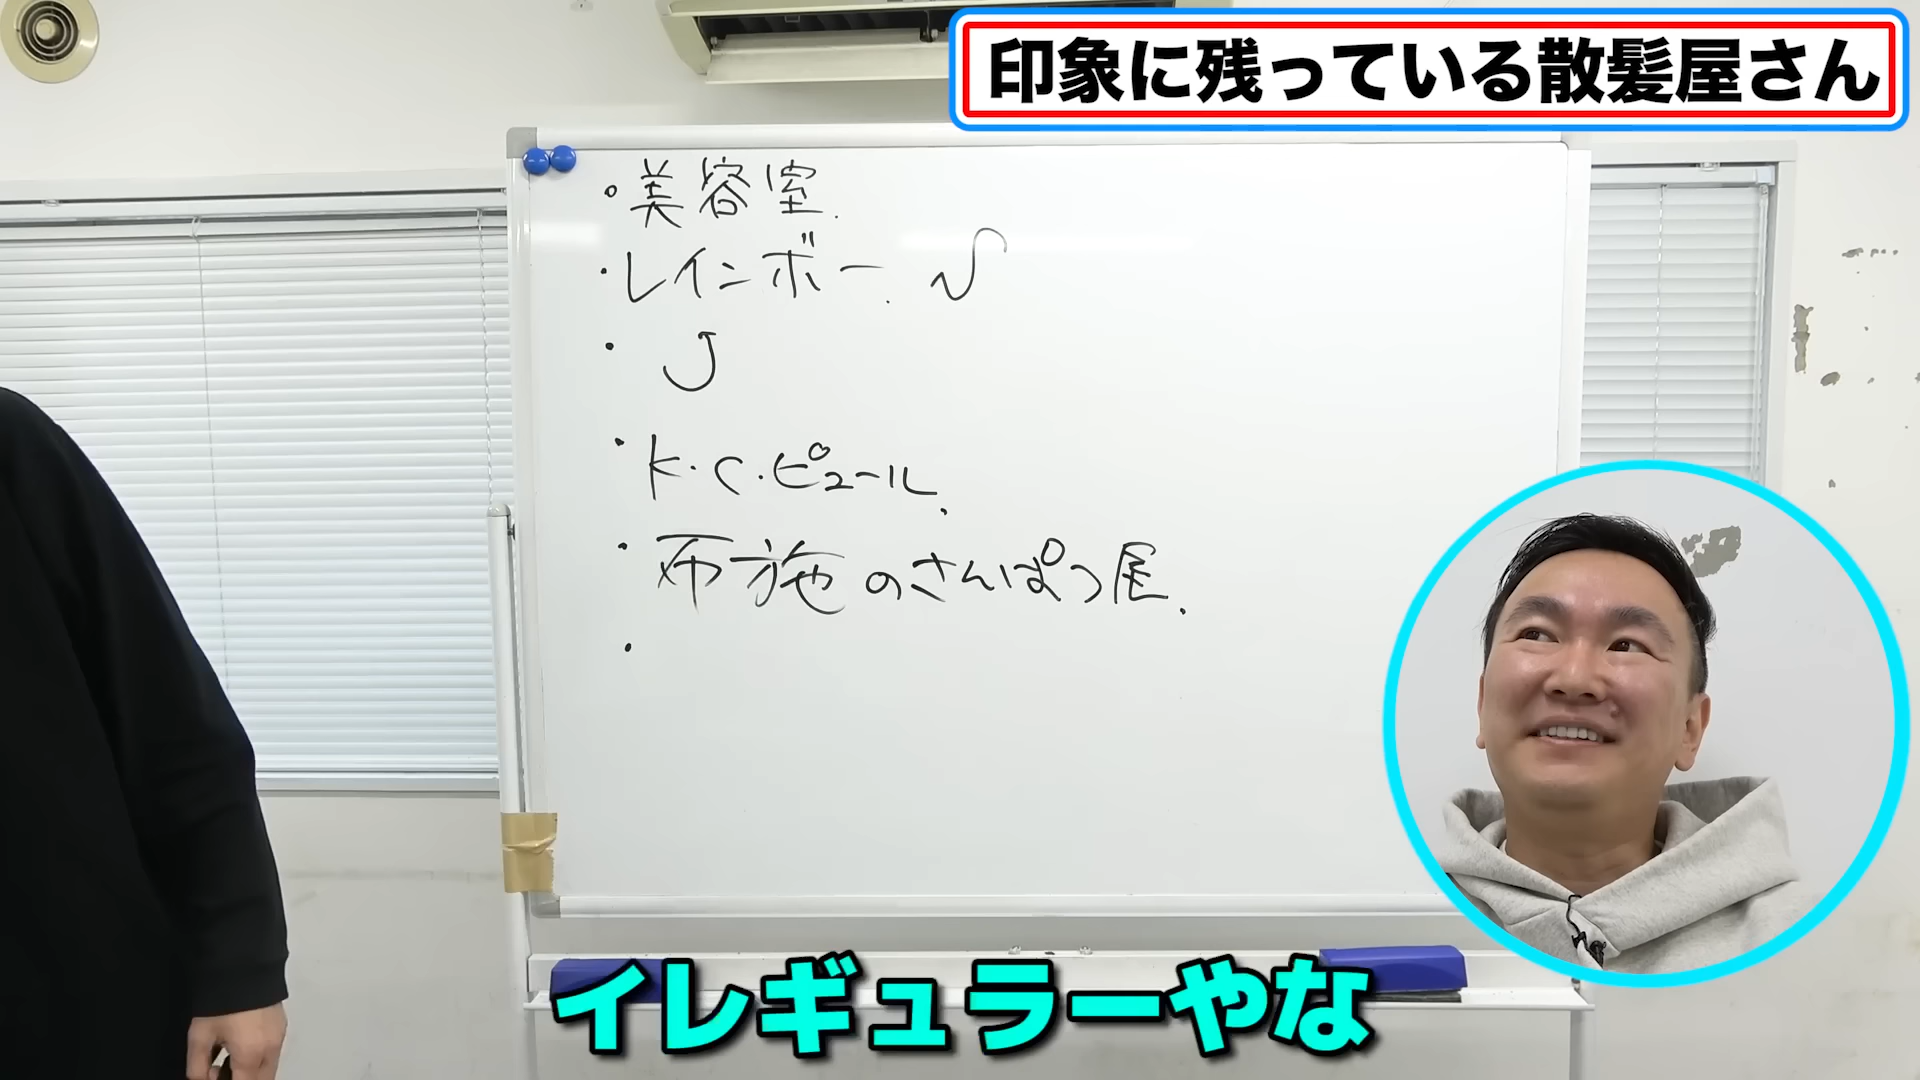 印象に残っている散髪屋さん
・美容室.
・レインボー.
・J
・K.C.ピュール.
・布施のさんぱつ屋.
・
イレギュラーやな